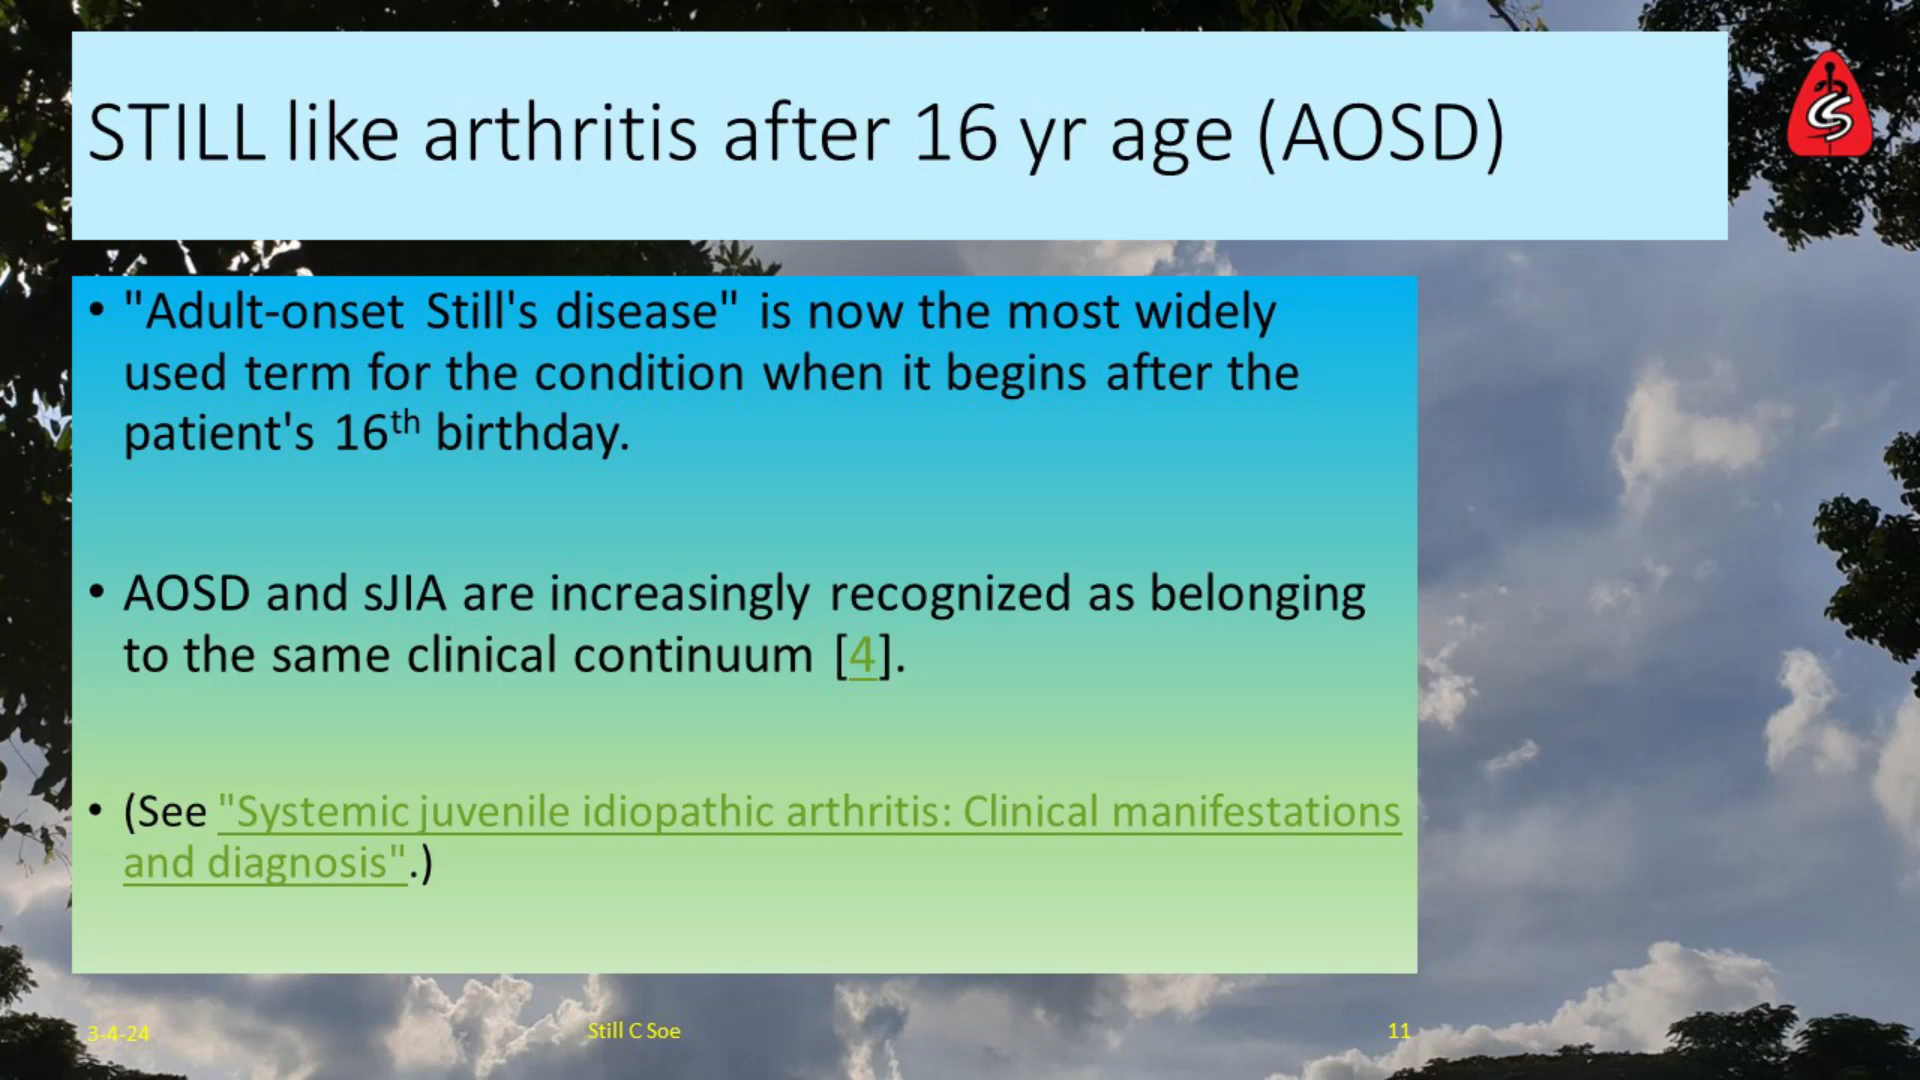 STILL like arthritis after 16 yr age (AOSD)
• "Adult-onset Still's disease" is now the most widely
used term for the condition when it begins after the
patient's 16th birthday.
• AOSD and sJIA are increasingly recognized as belonging
to the same clinical continuum [4].
• (See "Systemic juvenile idiopathic arthritis: Clinical manifestations
and diagnosis".)
3-4-24
Still C Soe
11